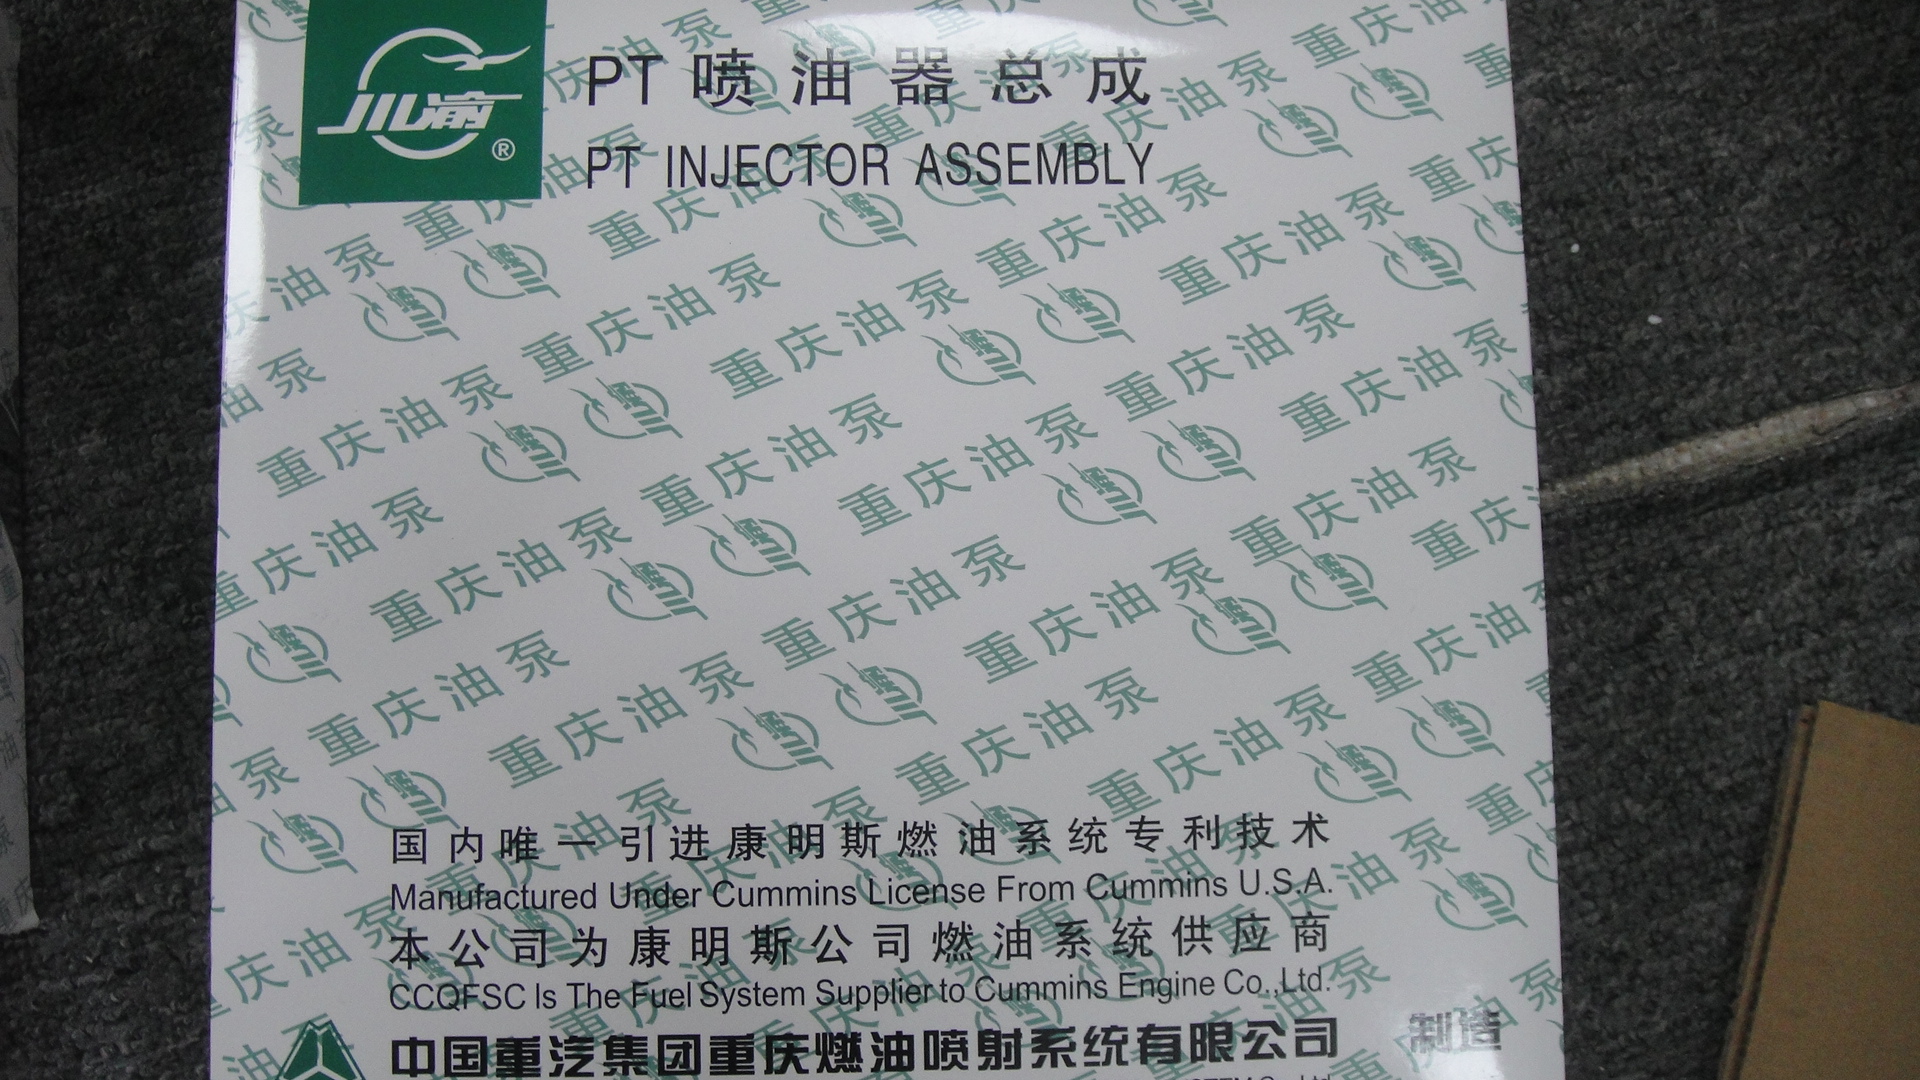 川渝®
PT 喷油器总成
PT INJECTOR ASSEMBLY
重庆油泵
国内唯一引进康明斯燃油系统专利技术
Manufactured Under Cummins License From Cummins U.S.A.
本公司为康明斯公司燃油系统供应商
CCQFSC Is The Fuel System Supplier to Cummins Engine Co.,Ltd.
中国重汽集团重庆燃油喷射系统有限公司 制造